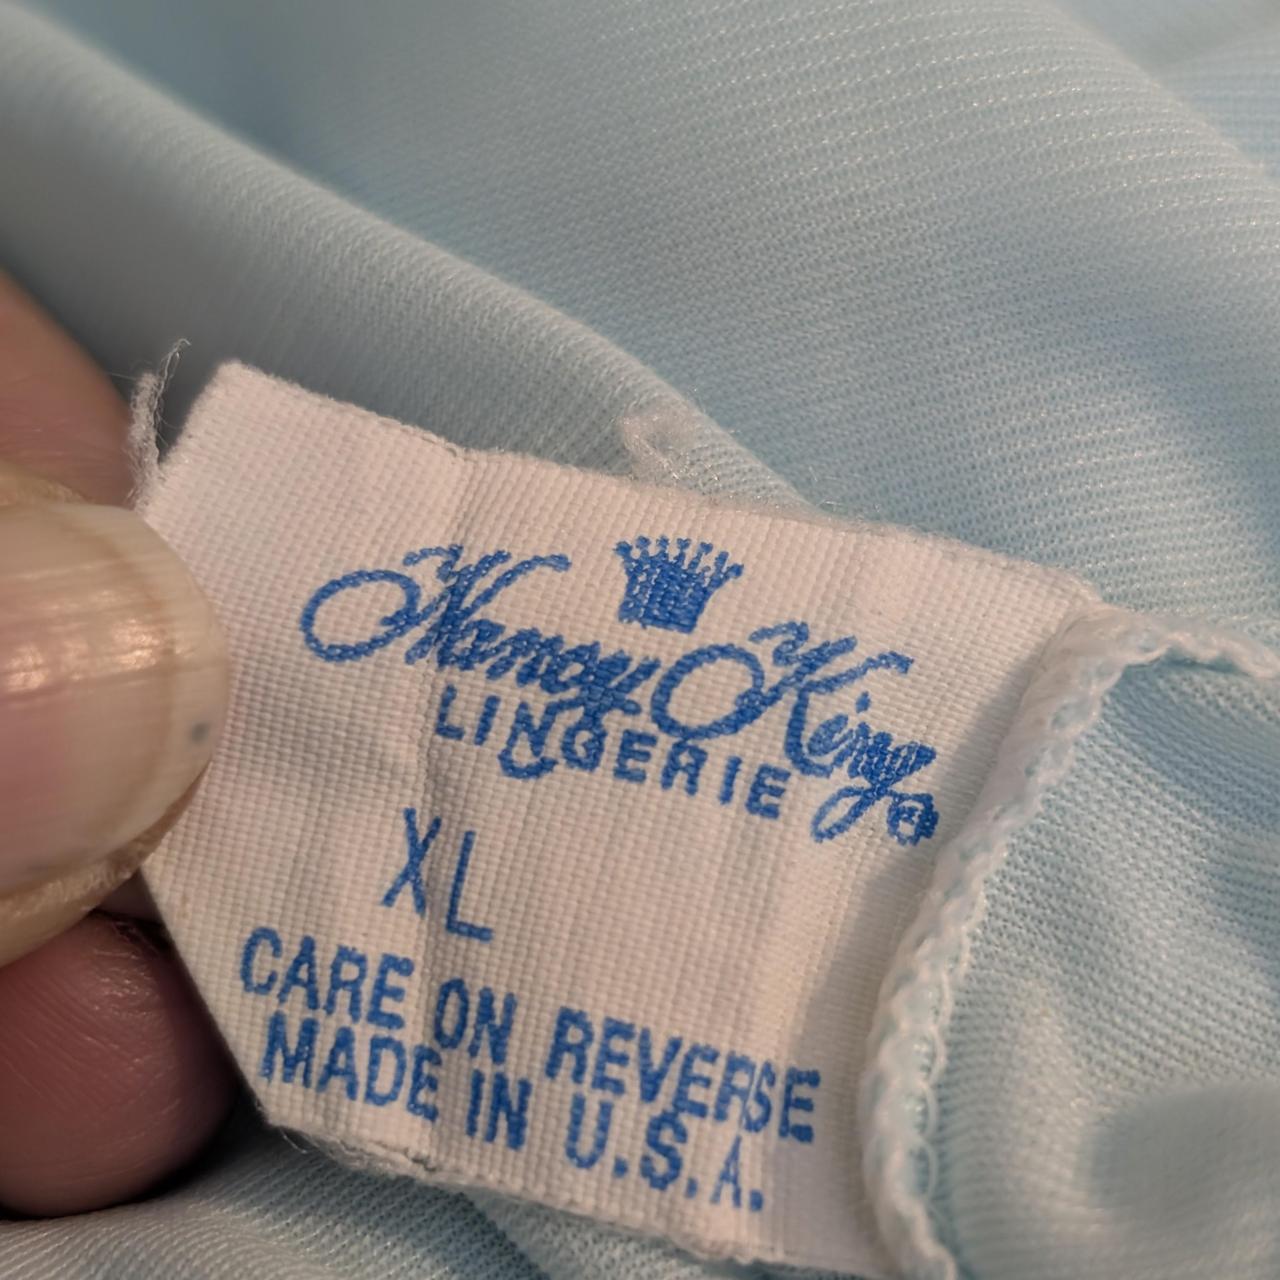 Nancy King®
LINGERIE
XL
CARE ON REVERSE
MADE IN U.S.A.